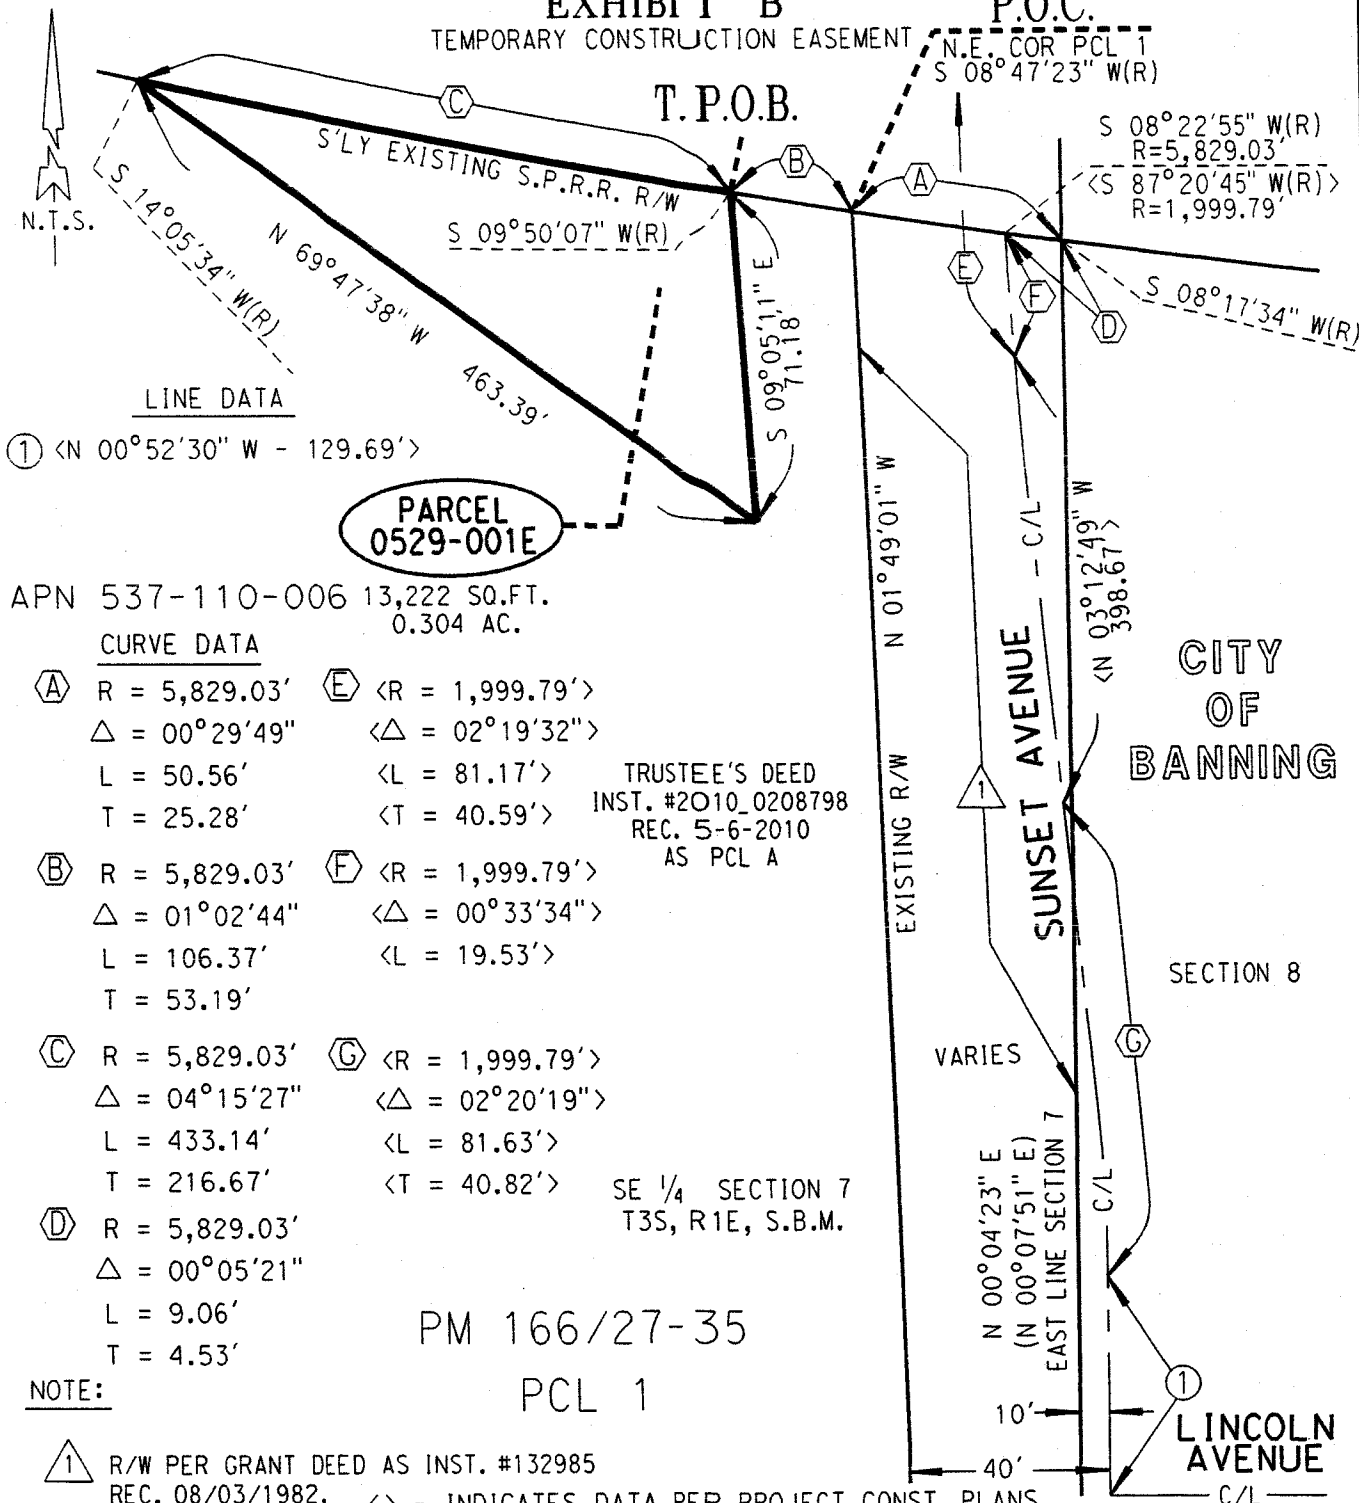 EXHIBIT "B"
TEMPORARY CONSTRUCTION EASEMENT
P.O.C.
N.E. COR PCL 1
S 08°47'23" W(R)
T.P.O.B.
C
B
A
S 08°22'55" W(R)
R=5,829.03'
<S 87°20'45" W(R)>
R=1,999.79'
N
N.T.S.
S'LY EXISTING S.P.R.R. R/W
S 14°05'34" W(R)
N 69°47'38" W
463.39'
S 09°50'07" W(R)
S 09°05'11" E
71.18'
E
F
D
S 08°17'34" W(R)
LINE DATA
1 <N 00°52'30" W - 129.69'>
PARCEL
0529-001E
APN 537-110-006
13,222 SQ.FT.
0.304 AC.
CURVE DATA
A R = 5,829.03'
△ = 00°29'49"
L = 50.56'
T = 25.28'
E <R = 1,999.79'>
<△ = 02°19'32">
<L = 81.17'>
<T = 40.59'>
B R = 5,829.03'
△ = 01°02'44"
L = 106.37'
T = 53.19'
F <R = 1,999.79'>
<△ = 00°33'34">
<L = 19.53'>
C R = 5,829.03'
△ = 04°15'27"
L = 433.14'
T = 216.67'
G <R = 1,999.79'>
<△ = 02°20'19">
<L = 81.63'>
<T = 40.82'>
D R = 5,829.03'
△ = 00°05'21"
L = 9.06'
T = 4.53'
TRUSTEE'S DEED
INST. #2010_0208798
REC. 5-6-2010
AS PCL A
SE 1/4 SECTION 7
T3S, R1E, S.B.M.
PM 166/27-35
PCL 1
N 01°49'01" W
EXISTING R/W
1
C/L
SUNSET AVENUE
<N 03°12'49" W
398.67'>
CITY
OF
BANNING
SECTION 8
VARIES
G
N 00°04'23" E
(N 00°07'51" E)
EAST LINE SECTION 7
C/L
1
10'
40'
LINCOLN
AVENUE
C/L
NOTE:
1 R/W PER GRANT DEED AS INST. #132985
REC. 08/03/1982.
<> - INDICATES DATA PER PROJECT CONST. PLANS